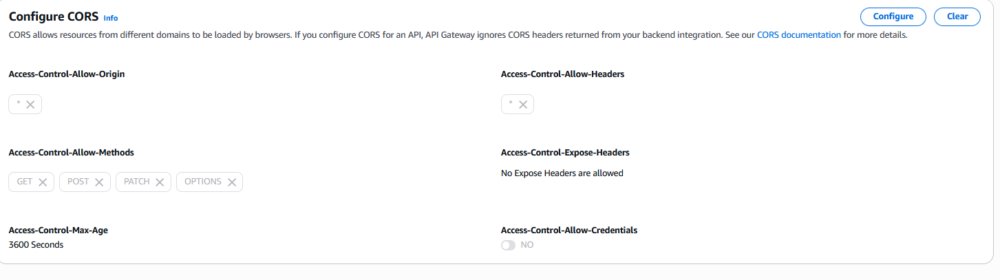 Configure CORS Info
Configure
Clear
CORS allows resources from different domains to be loaded by browsers. If you configure CORS for an API, API Gateway ignores CORS headers returned from your backend integration. See our CORS documentation for more details.
Access-Control-Allow-Origin
*
Access-Control-Allow-Headers
*
Access-Control-Allow-Methods
GET POST PATCH OPTIONS
Access-Control-Expose-Headers
No Expose Headers are allowed
Access-Control-Max-Age
3600 Seconds
Access-Control-Allow-Credentials
NO